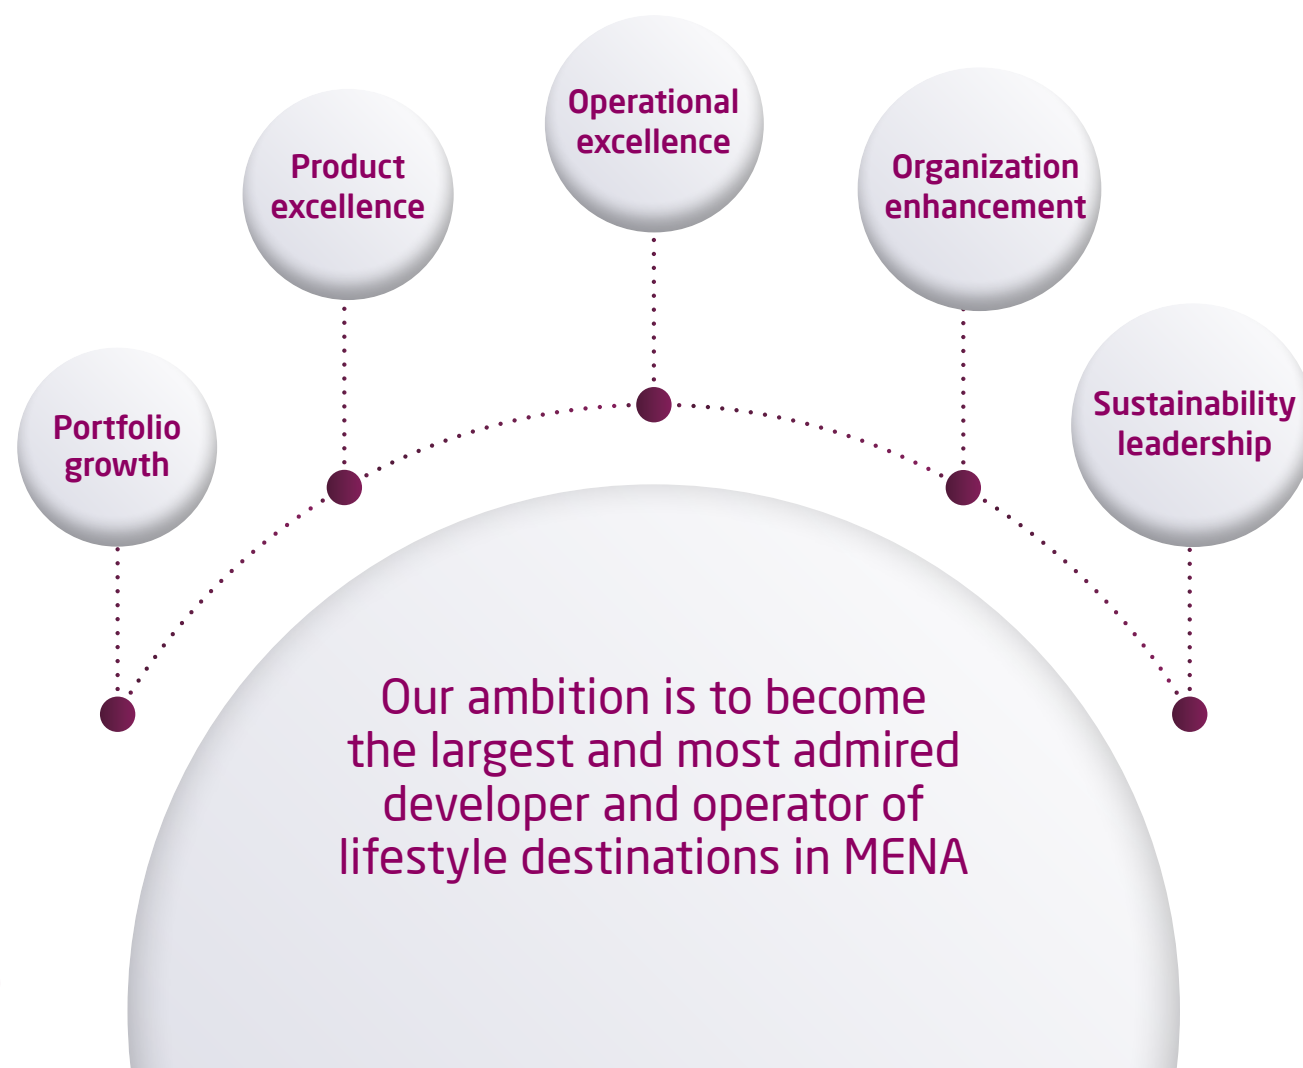 Operational
excellence
Product
excellence
Organization
enhancement
Portfolio
growth
Sustainability
leadership
Our ambition is to become
the largest and most admired
developer and operator of
lifestyle destinations in MENA